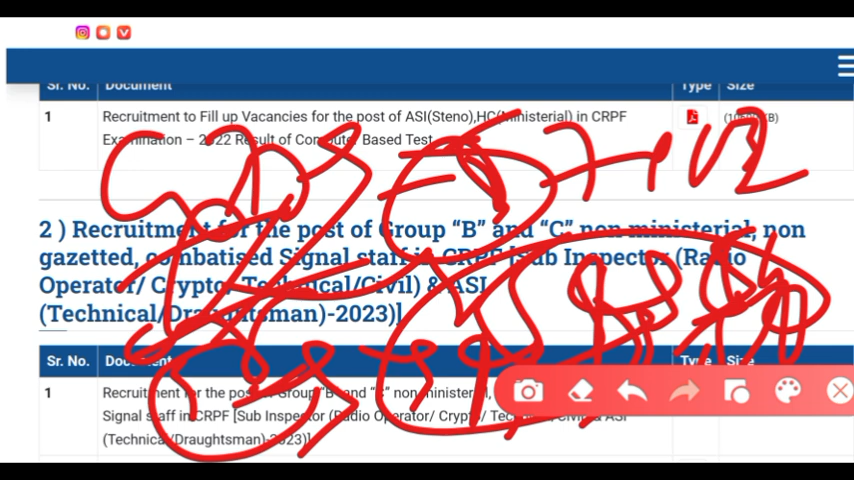 Sr. No. Document Type Size
1 Recruitment to Fill up Vacancies for the post of ASI(Steno),HC(Ministerial) in CRPF
Examination – 2022 Result of Computer Based Test
2 ) Recruitment for the post of Group “B” and “C” non ministerial, non
gazetted, combatised Signal staff in CRPF [Sub Inspector (Radio
Operator/ Crypto/ Technical/Civil) & ASI
(Technical/Draughtsman)-2023)]
Sr. No. Document Type Size
1 Recruitment for the post of Group “B” and “C” non ministerial,
Signal staff in CRPF [Sub Inspector (Radio Operator/ Crypto/ Technical/Civil) & ASI
(Technical/Draughtsman)-2023)]